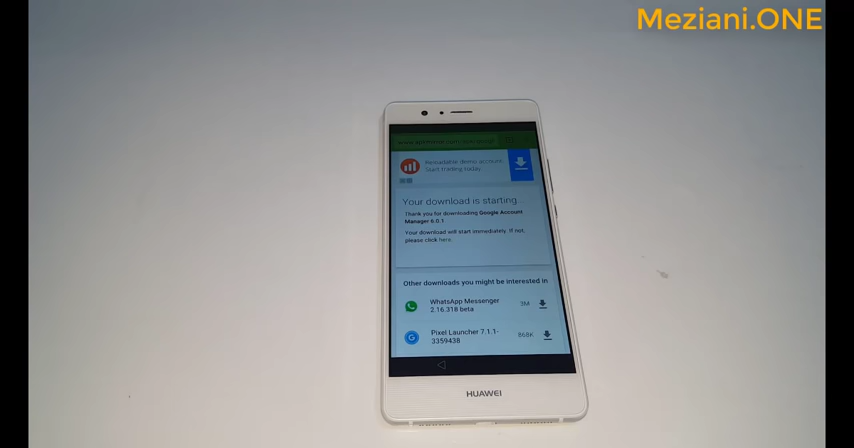 Meziani.ONE
demo account.
Start trading today.
Your download is starting...
Thank you for downloading Google Account
Manager 6.0.1.
Your download will start immediately. If not,
please click here.
Other downloads you might be interested in
WhatsApp Messenger
2.16.318 beta
3M
Pixel Launcher 7.1.1-
3359438
868K
HUAWEI